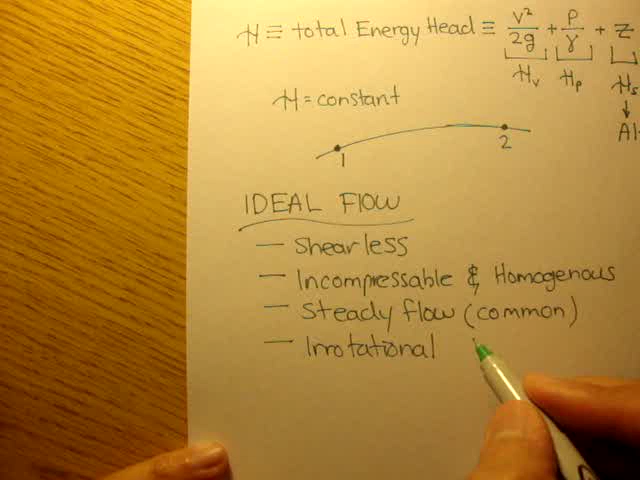 H ≡ total Energy Head ≡ V²/2g + P/γ + Z
Hv Hp Hs
H = constant
1 2
IDEAL FLOW
— Shearless
— Incompressable & Homogenous
— Steady flow (common)
— Irrotational